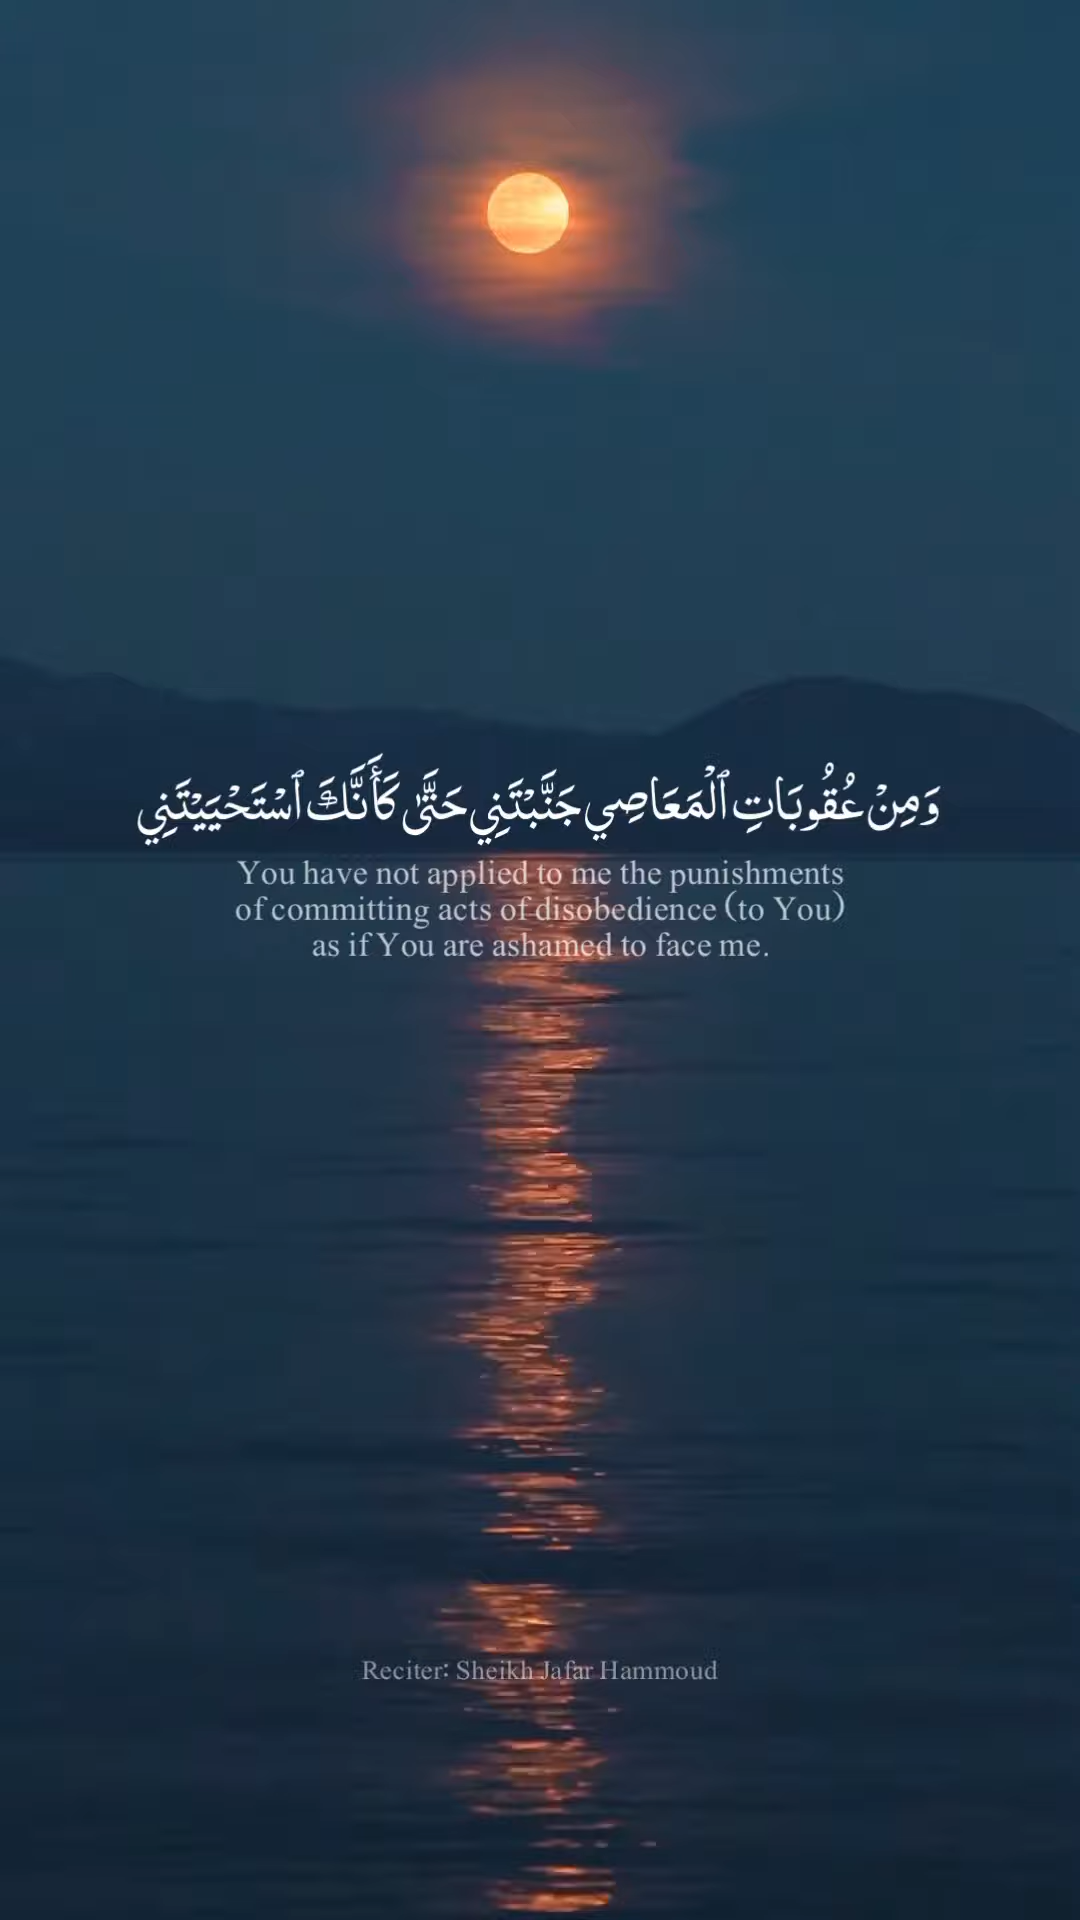 وَمِنْ عُقُوبَاتِ ٱلْمَعَاصِي جَنَّبْتَنِي حَتَّىٰ كَأَنَّكَ ٱسْتَحْيَيْتَنِي
You have not applied to me the punishments
of committing acts of disobedience (to You)
as if You are ashamed to face me.
Reciter: Sheikh Jafar Hammoud